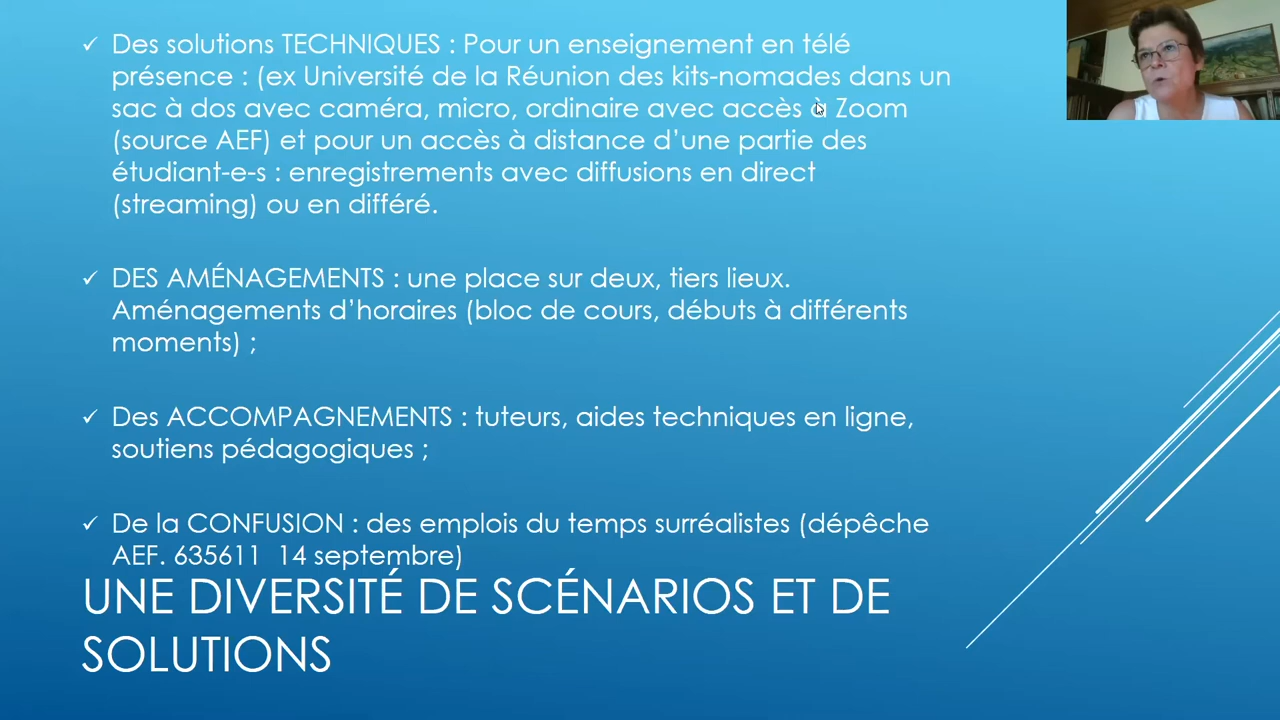 ✓ Des solutions TECHNIQUES : Pour un enseignement en télé
présence : (ex Université de la Réunion des kits-nomades dans un
sac à dos avec caméra, micro, ordinaire avec accès à Zoom
(source AEF) et pour un accès à distance d’une partie des
étudiant-e-s : enregistrements avec diffusions en direct
(streaming) ou en différé.
✓ DES AMÉNAGEMENTS : une place sur deux, tiers lieux.
Aménagements d’horaires (bloc de cours, débuts à différents
moments) ;
✓ Des ACCOMPAGNEMENTS : tuteurs, aides techniques en ligne,
soutiens pédagogiques ;
✓ De la CONFUSION : des emplois du temps surréalistes (dépêche
AEF. 635611 14 septembre)
UNE DIVERSITÉ DE SCÉNARIOS ET DE
SOLUTIONS